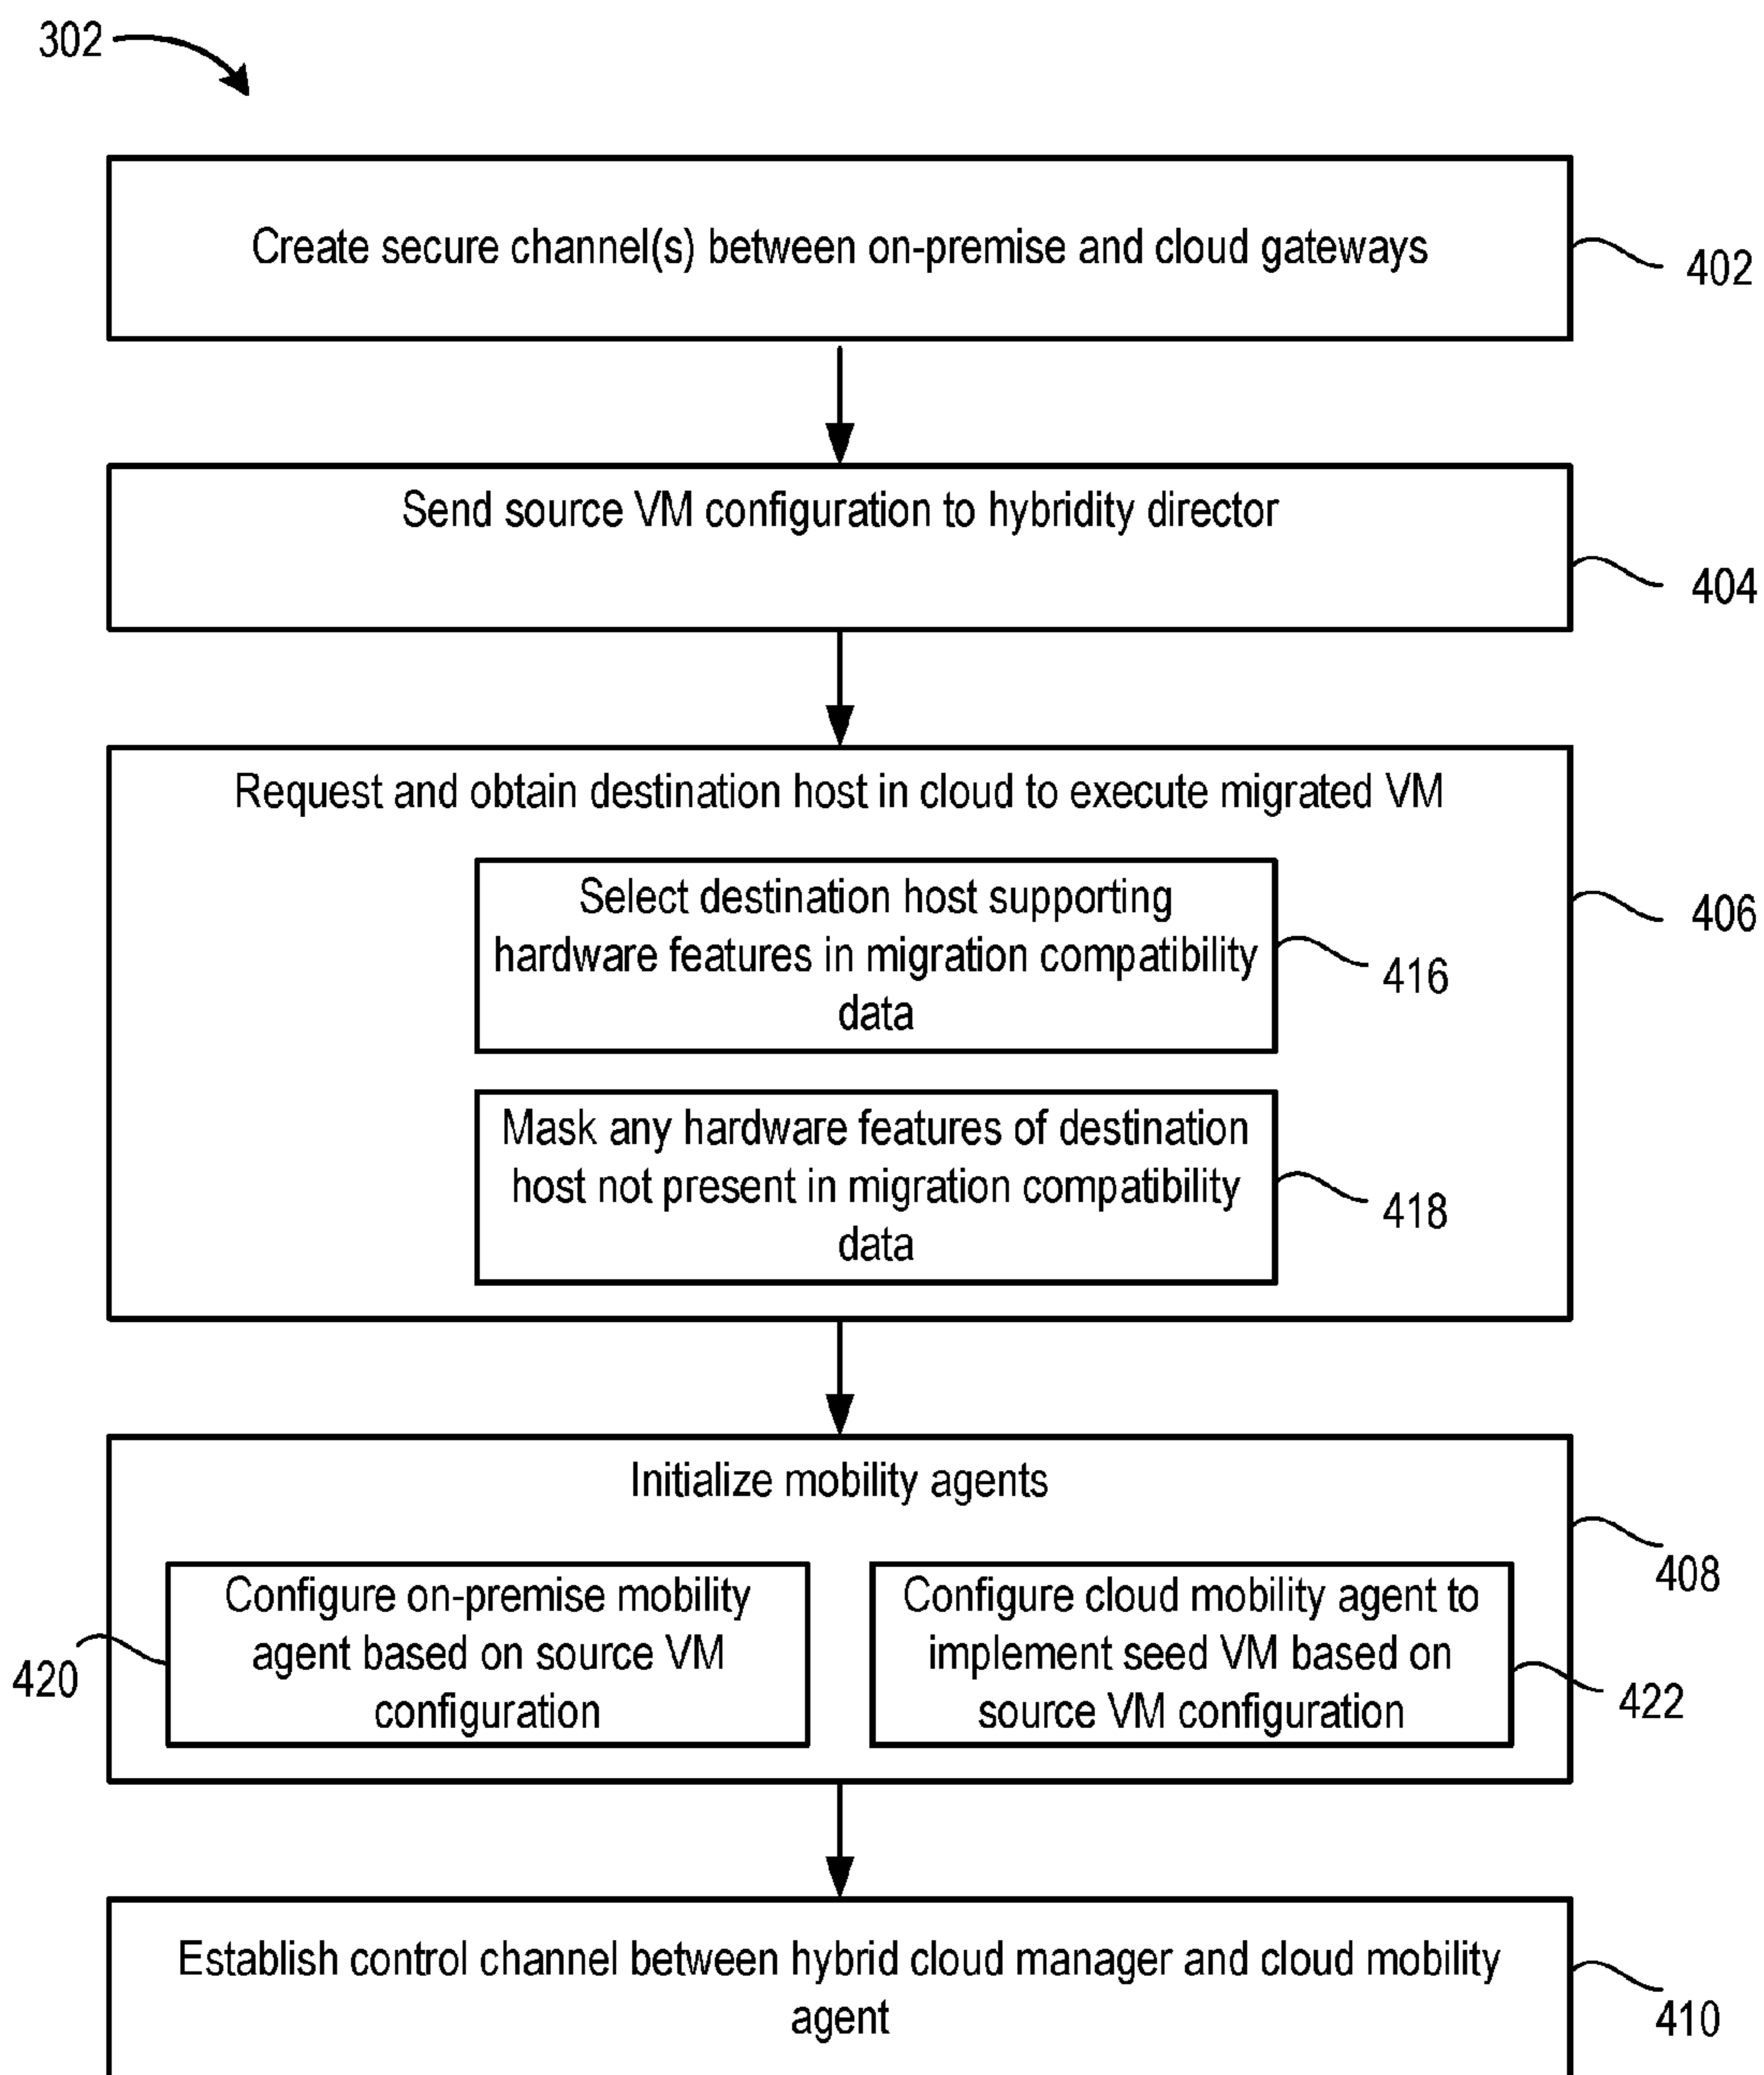 302
Create secure channel(s) between on-premise and cloud gateways
402
Send source VM configuration to hybridity director
404
Request and obtain destination host in cloud to execute migrated VM
406
Select destination host supporting
hardware features in migration compatibility
data
416
Mask any hardware features of destination
host not present in migration compatibility
data
418
Initialize mobility agents
408
Configure on-premise mobility
agent based on source VM
configuration
420
Configure cloud mobility agent to
implement seed VM based on
source VM configuration
422
Establish control channel between hybrid cloud manager and cloud mobility
agent
410